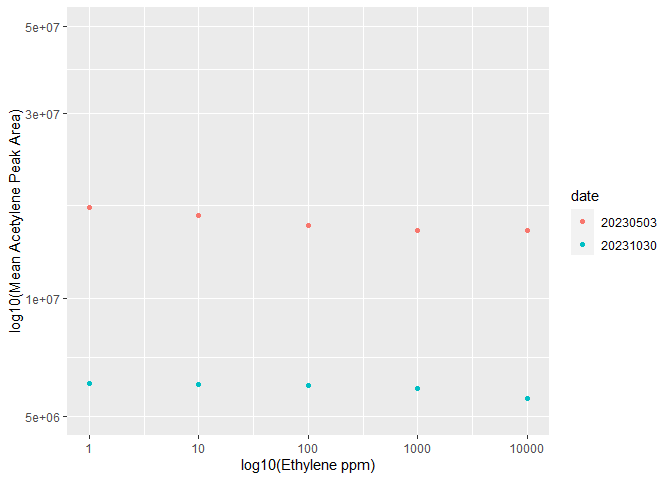 5e+07
3e+07
1e+07
5e+06
log10(Mean Acetylene Peak Area)
1 10 100 1000 10000
log10(Ethylene ppm)
date
20230503
20231030